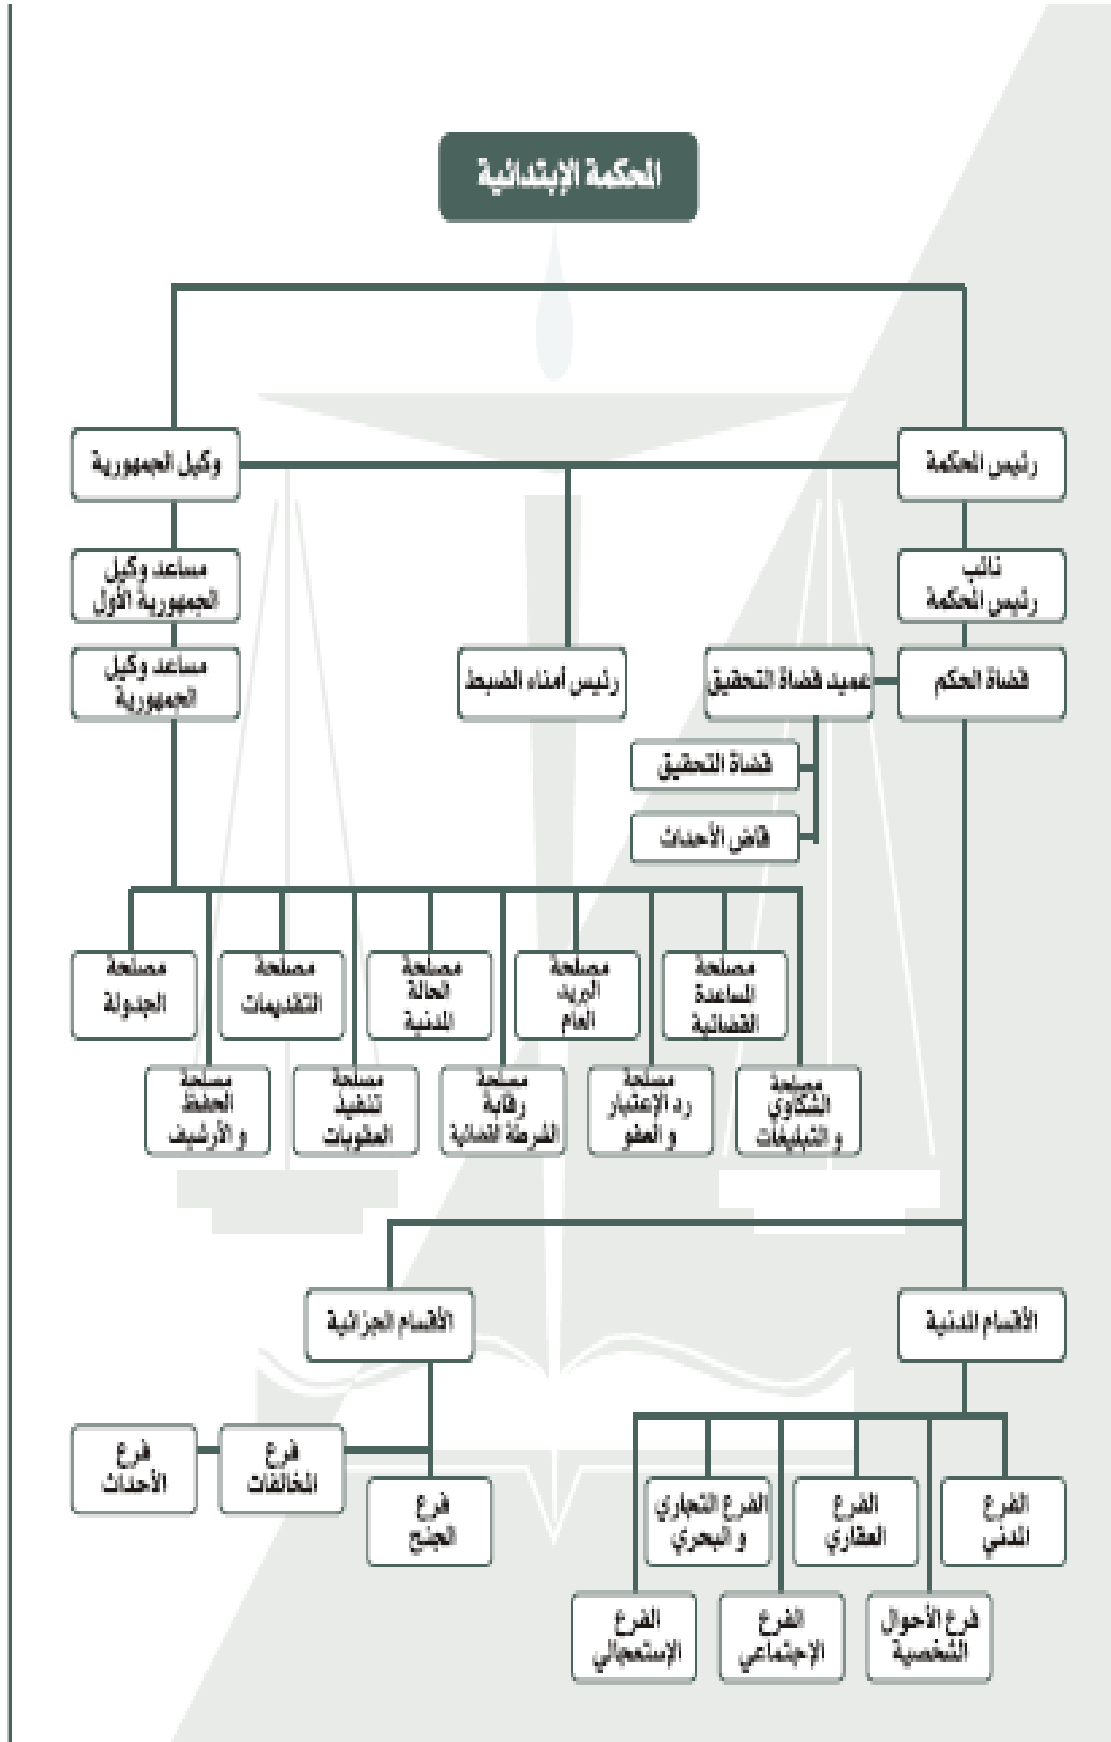 المحكمة الإبتدائية
رئيس المحكمة
وكيل الجمهورية
نائب
رئيس المحكمة
مساعد وكيل
الجمهورية الأول
قضاة الحكم
عميد قضاة التحقيق
رئيس أمناء الضبط
مساعد وكيل
الجمهورية
قضاة التحقيق
قاض الأحداث
مصلحة
المساعدة
القضائية
مصلحة
البريد
العام
مصلحة
الحالة
المدنية
مصلحة
التقديمات
مصلحة
الجدولة
مصلحة
الشكاوي
و التبليغات
مصلحة
رد الإعتبار
و العفو
مصلحة
رقابة
الشرطة القضائية
مصلحة
تنفيذ
العقوبات
مصلحة
الحفظ
و الأرشيف
الأقسام المدنية
الأقسام الجزائية
الفرع
المدني
الفرع
العقاري
الفرع التجاري
و البحري
فرع
الجنح
فرع
المخالفات
فرع
الأحداث
فرع الأحوال
الشخصية
الفرع
الإجتماعي
الفرع
الإستعجالي